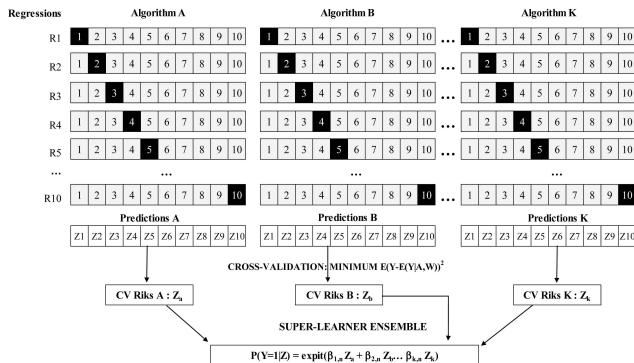 Regressions Algorithm A Algorithm B Algorithm K
R1 1 2 3 4 5 6 7 8 9 10 1 2 3 4 5 6 7 8 9 10 ... 1 2 3 4 5 6 7 8 9 10
R2 1 2 3 4 5 6 7 8 9 10 1 2 3 4 5 6 7 8 9 10 ... 1 2 3 4 5 6 7 8 9 10
R3 1 2 3 4 5 6 7 8 9 10 1 2 3 4 5 6 7 8 9 10 ... 1 2 3 4 5 6 7 8 9 10
R4 1 2 3 4 5 6 7 8 9 10 1 2 3 4 5 6 7 8 9 10 ... 1 2 3 4 5 6 7 8 9 10
R5 1 2 3 4 5 6 7 8 9 10 1 2 3 4 5 6 7 8 9 10 ... 1 2 3 4 5 6 7 8 9 10
... ... ... ...
R10 1 2 3 4 5 6 7 8 9 10 1 2 3 4 5 6 7 8 9 10 ... 1 2 3 4 5 6 7 8 9 10
Predictions A Predictions B Predictions K
Z1 Z2 Z3 Z4 Z5 Z6 Z7 Z8 Z9 Z10 Z1 Z2 Z3 Z4 Z5 Z6 Z7 Z8 Z9 Z10 Z1 Z2 Z3 Z4 Z5 Z6 Z7 Z8 Z9 Z10
CROSS-VALIDATION: MINIMUM E(Y-E(Y|A,W))²
CV Riks A : Zₐ CV Riks B : Z_b CV Riks K : Zₖ
SUPER-LEARNER ENSEMBLE
P(Y=1|Z) = expit(β₁,ₙ Zₐ + β₂,ₙ Z_b... βₖ,ₙ Zₖ)